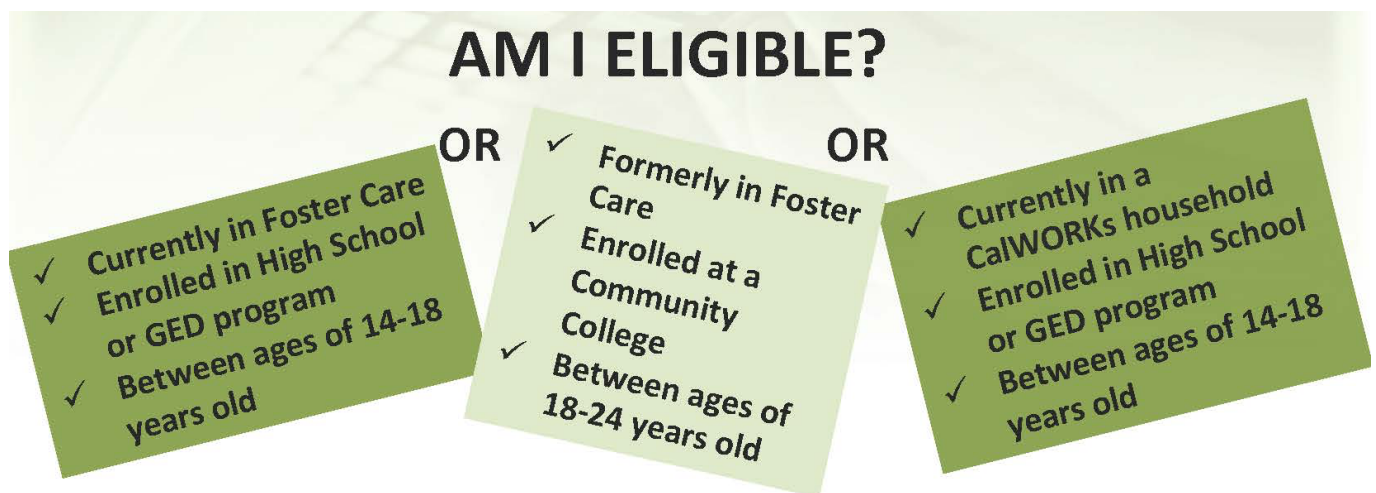 AM I ELIGIBLE?
✓ Currently in Foster Care
✓ Enrolled in High School
or GED program
✓ Between ages of 14-18
years old
OR
✓ Formerly in Foster
Care
✓ Enrolled at a
Community
College
✓ Between ages of
18-24 years old
OR
✓ Currently in a
CalWORKs household
✓ Enrolled in High School
or GED program
✓ Between ages of 14-18
years old